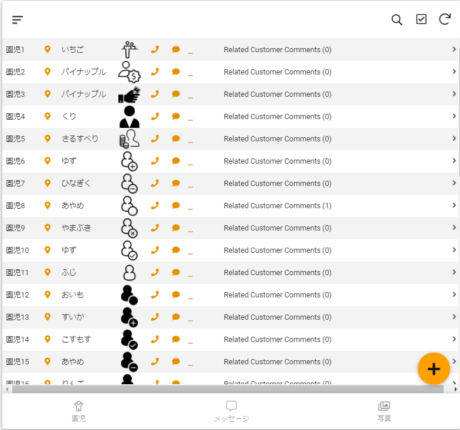 園児1 いちご Related Customer Comments (0)
園児2 パイナップル Related Customer Comments (0)
園児3 パイナップル Related Customer Comments (0)
園児4 くり Related Customer Comments (0)
園児5 さるすべり Related Customer Comments (0)
園児6 ゆず Related Customer Comments (0)
園児7 ひなぎく Related Customer Comments (0)
園児8 あやめ Related Customer Comments (1)
園児9 やまぶき Related Customer Comments (0)
園児10 ゆず Related Customer Comments (0)
園児11 ふじ Related Customer Comments (0)
園児12 おいも Related Customer Comments (0)
園児13 すいか Related Customer Comments (0)
園児14 こすもす Related Customer Comments (0)
園児15 あやめ Related Customer Comments (0)
園児16 りんご Related Customer Comments (0)
園児 メッセージ 写真